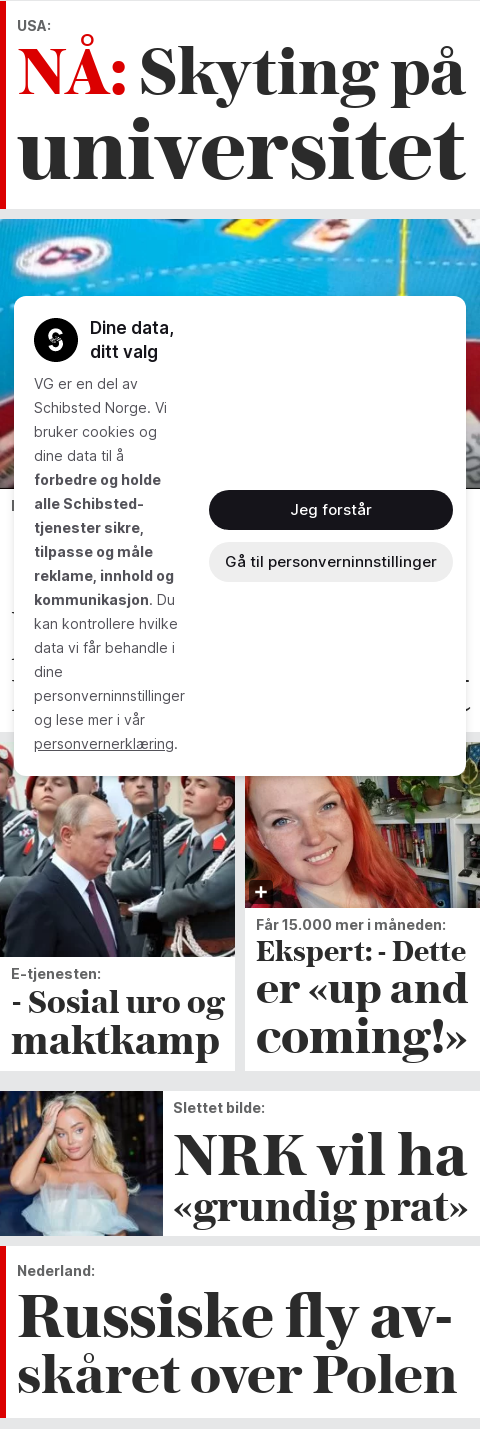 USA:
NÅ: Skyting på
universitet
Dine data,
ditt valg
VG er en del av
Schibsted Norge. Vi
bruker cookies og
dine data til å
forbedre og holde
alle Schibsted-
tjenester sikre,
tilpasse og måle
reklame, innhold og
kommunikasjon. Du
kan kontrollere hvilke
data vi får behandle i
dine
personverninnstillinger
og lese mer i vår
personvernerklæring.
Jeg forstår
Gå til personverninnstillinger
E-tjenesten:
- Sosial uro og
maktkamp
Får 15.000 mer i måneden:
Ekspert: - Dette
er «up and
coming!»
Slettet bilde:
NRK vil ha
«grundig prat»
Nederland:
Russiske fly av-
skåret over Polen